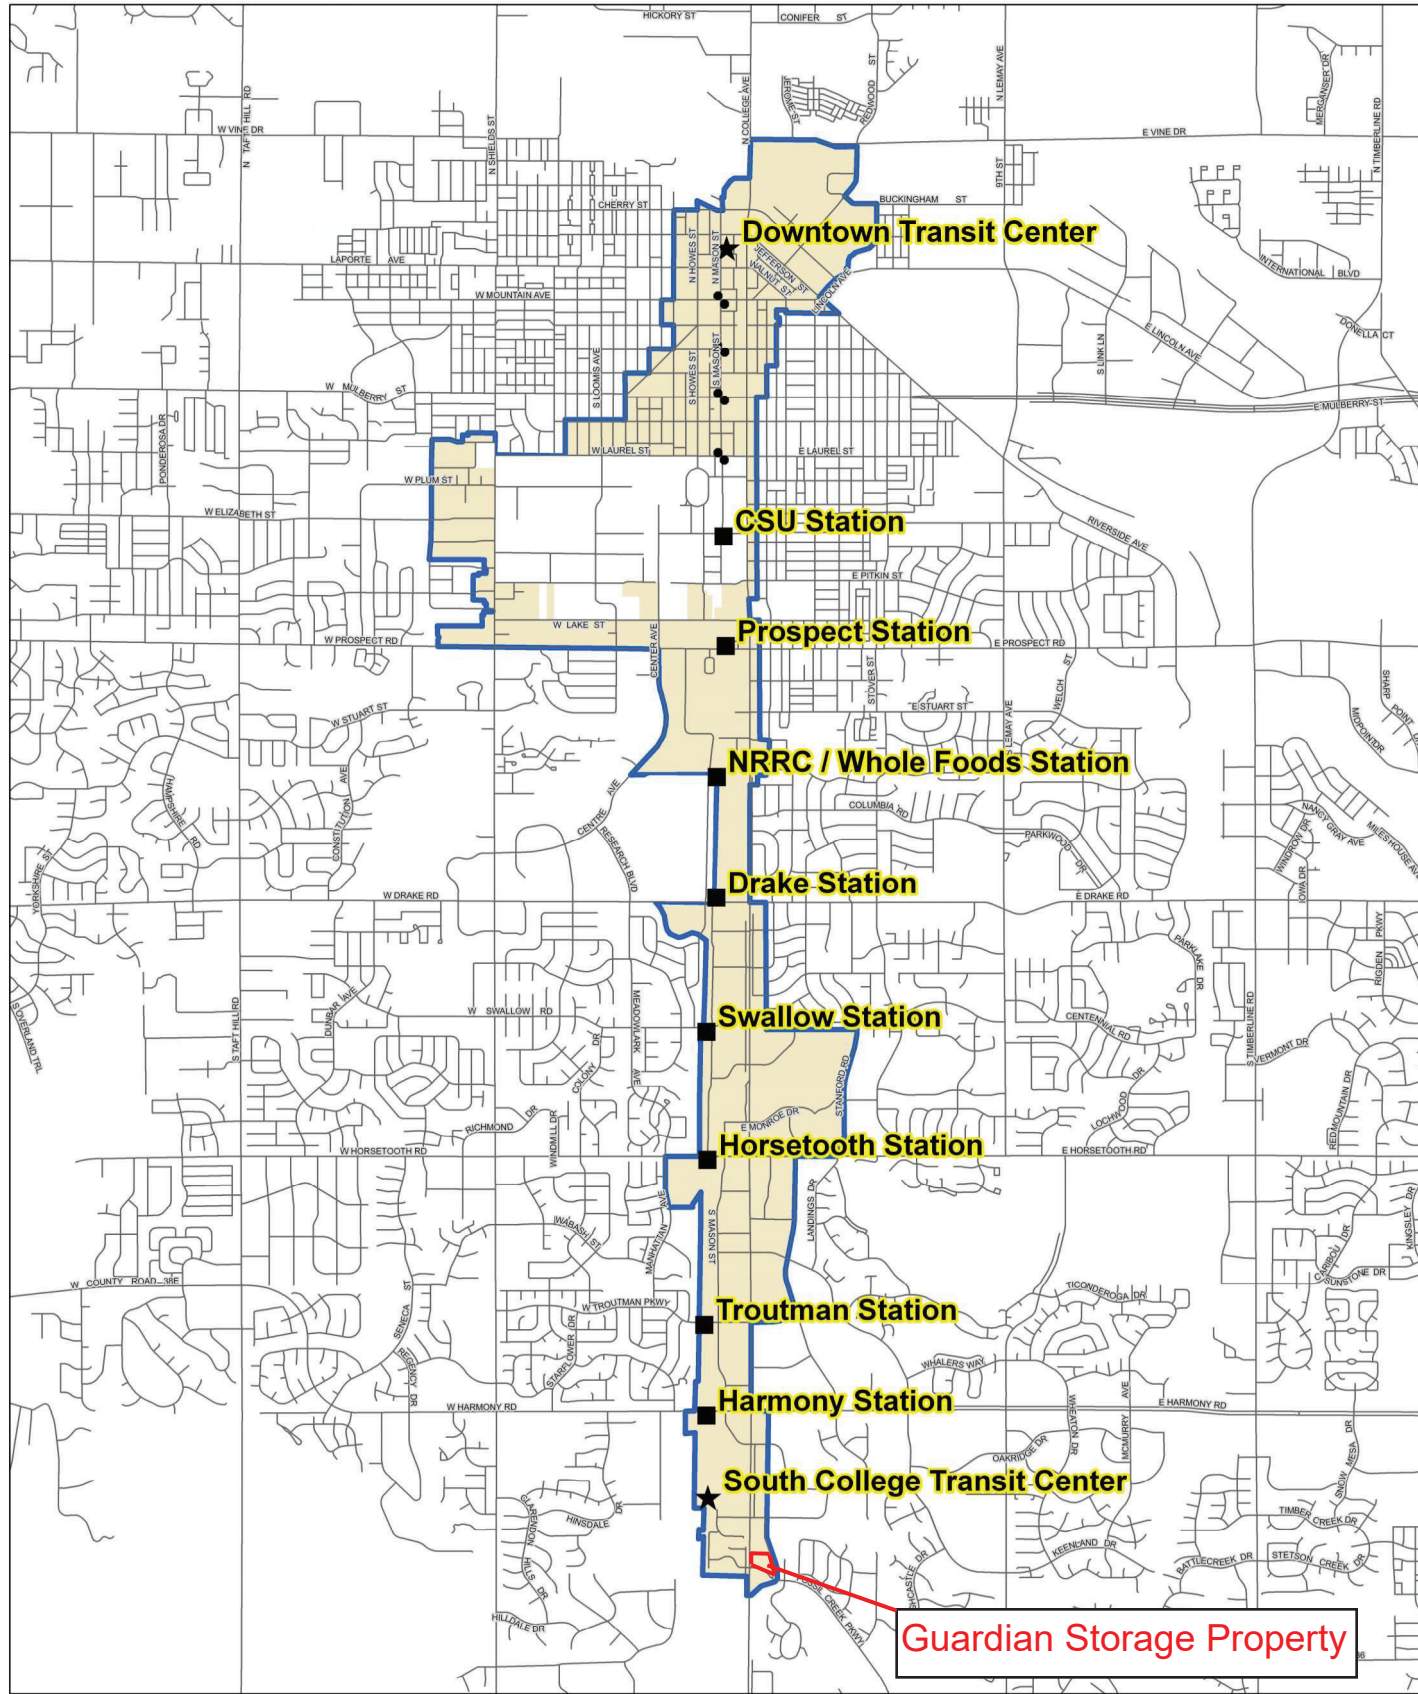 HICKORY ST
CONIFER ST
N TAFT HILL RD
W VINE DR
N SHIELDS ST
N COLLEGE AVE
JEROME ST
REDWOOD ST
N LEMAY AVE
MERGANSER DR
N TIMBERLINE RD
E VINE DR
9TH ST
CHERRY ST
BUCKINGHAM ST
Downtown Transit Center
LAPORTE AVE
N HOWES ST
N MASON ST
JEFFERSON ST
WALNUT ST
LINCOLN AVE
INTERNATIONAL BLVD
W MOUNTAIN AVE
DONELLA CT
E LINCOLN AVE
S LINK LN
S LOOMIS AVE
S HOWES ST
S MASON ST
W MULBERRY ST
E MULBERRY ST
PONDEROSA DR
W LAUREL ST
E LAUREL ST
W PLUM ST
W ELIZABETH ST
CSU Station
RIVERSIDE AVE
E PITKIN ST
W LAKE ST
Prospect Station
W PROSPECT RD
E PROSPECT RD
CENTER AVE
STOVER ST
WELCH ST
SHARP POINT
MIDPOINT DR
W STUART ST
E STUART ST
S LEMAY AVE
NRRC / Whole Foods Station
HAMPSHIRE RD
CONSTITUTION AVE
CENTRE AVE
RESEARCH BLVD
COLUMBIA RD
PARKWOOD DR
NANCY GRAY AVE
MILES HOUSE AVE
WINDROW DR
IOWA DR
YORKSHIRE ST
Drake Station
W DRAKE RD
E DRAKE RD
PARKLAKE DR
RIGDEN PKWY
S OVERLAND TRL
S TAFT HILL RD
DUNBAR AVE
W SWALLOW RD
MEADOWLARK AVE
COLONY DR
Swallow Station
CENTENNIAL RD
S TIMBERLINE RD
VERMONT DR
STANFORD RD
E MONROE DR
LOCHWOOD DR
RED MOUNTAIN DR
RICHMOND DR
WINDMILL DR
W HORSETOOTH RD
Horsetooth Station
E HORSETOOTH RD
WABASH ST
MANHATTAN AVE
S MASON ST
LANDINGS DR
KINGSLEY DR
CARIBOU DR
SUNSTONE DR
W COUNTY ROAD 38E
SENECA ST
W TROUTMAN PKWY
Troutman Station
TICONDEROGA DR
REGENCY DR
STARFLOWER DR
WHALERS WAY
WHEATON DR
MCMURRY AVE
Harmony Station
W HARMONY RD
E HARMONY RD
OAKRIDGE DR
SNOW MESA DR
South College Transit Center
CLARENDON HILLS DR
HINSDALE DR
TIMBER CREEK DR
KEENLAND DR
BATTLECREEK DR
STETSON CREEK DR
FOSSIL CREEK PKWY
HILLDALE DR
Guardian Storage Property